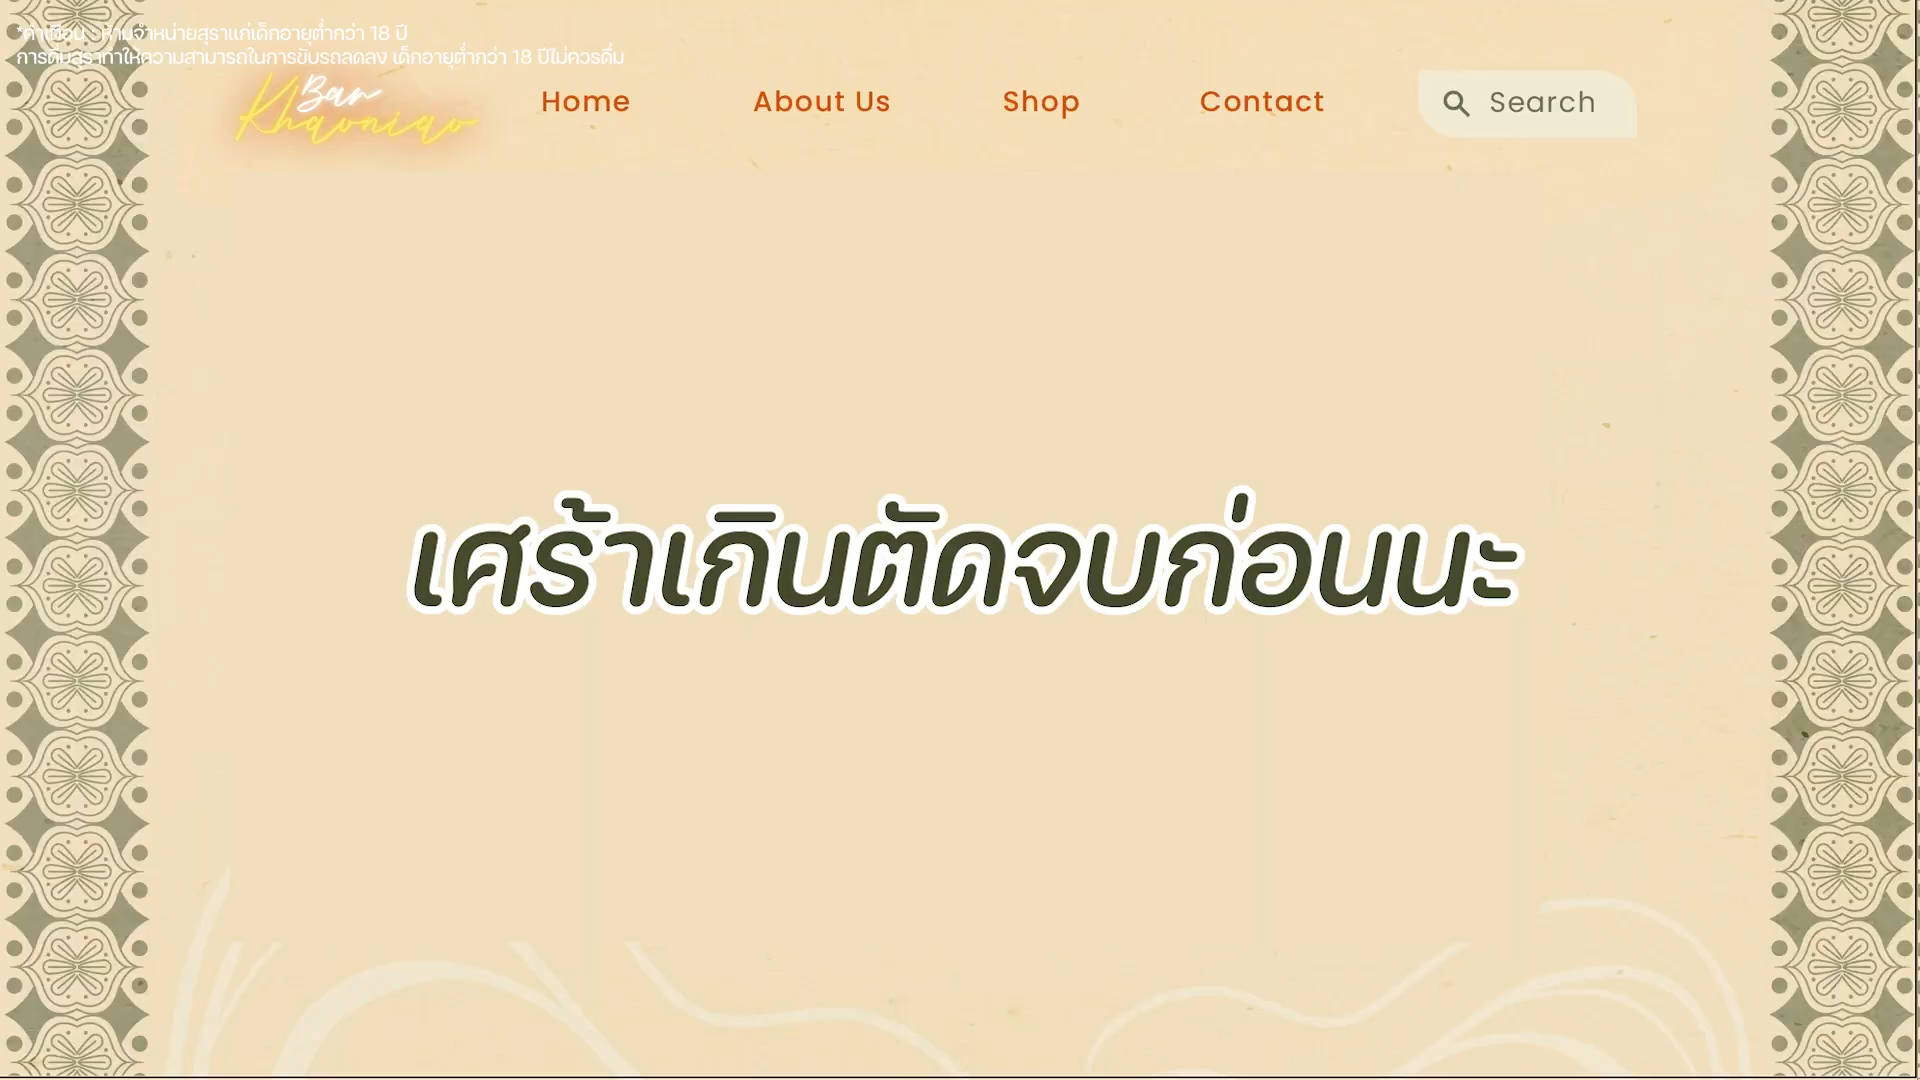 *คำเตือน : ห้ามจำหน่ายสุราแก่เด็กอายุต่ำกว่า 18 ปี
การดื่มสุราทำให้ความสามารถในการขับรถลดลง เด็กอายุต่ำกว่า 18 ปีไม่ควรดื่ม
Ban
Khaoniao
Home
About Us
Shop
Contact
Search
เศร้าเกินตัดจบก่อนนะ